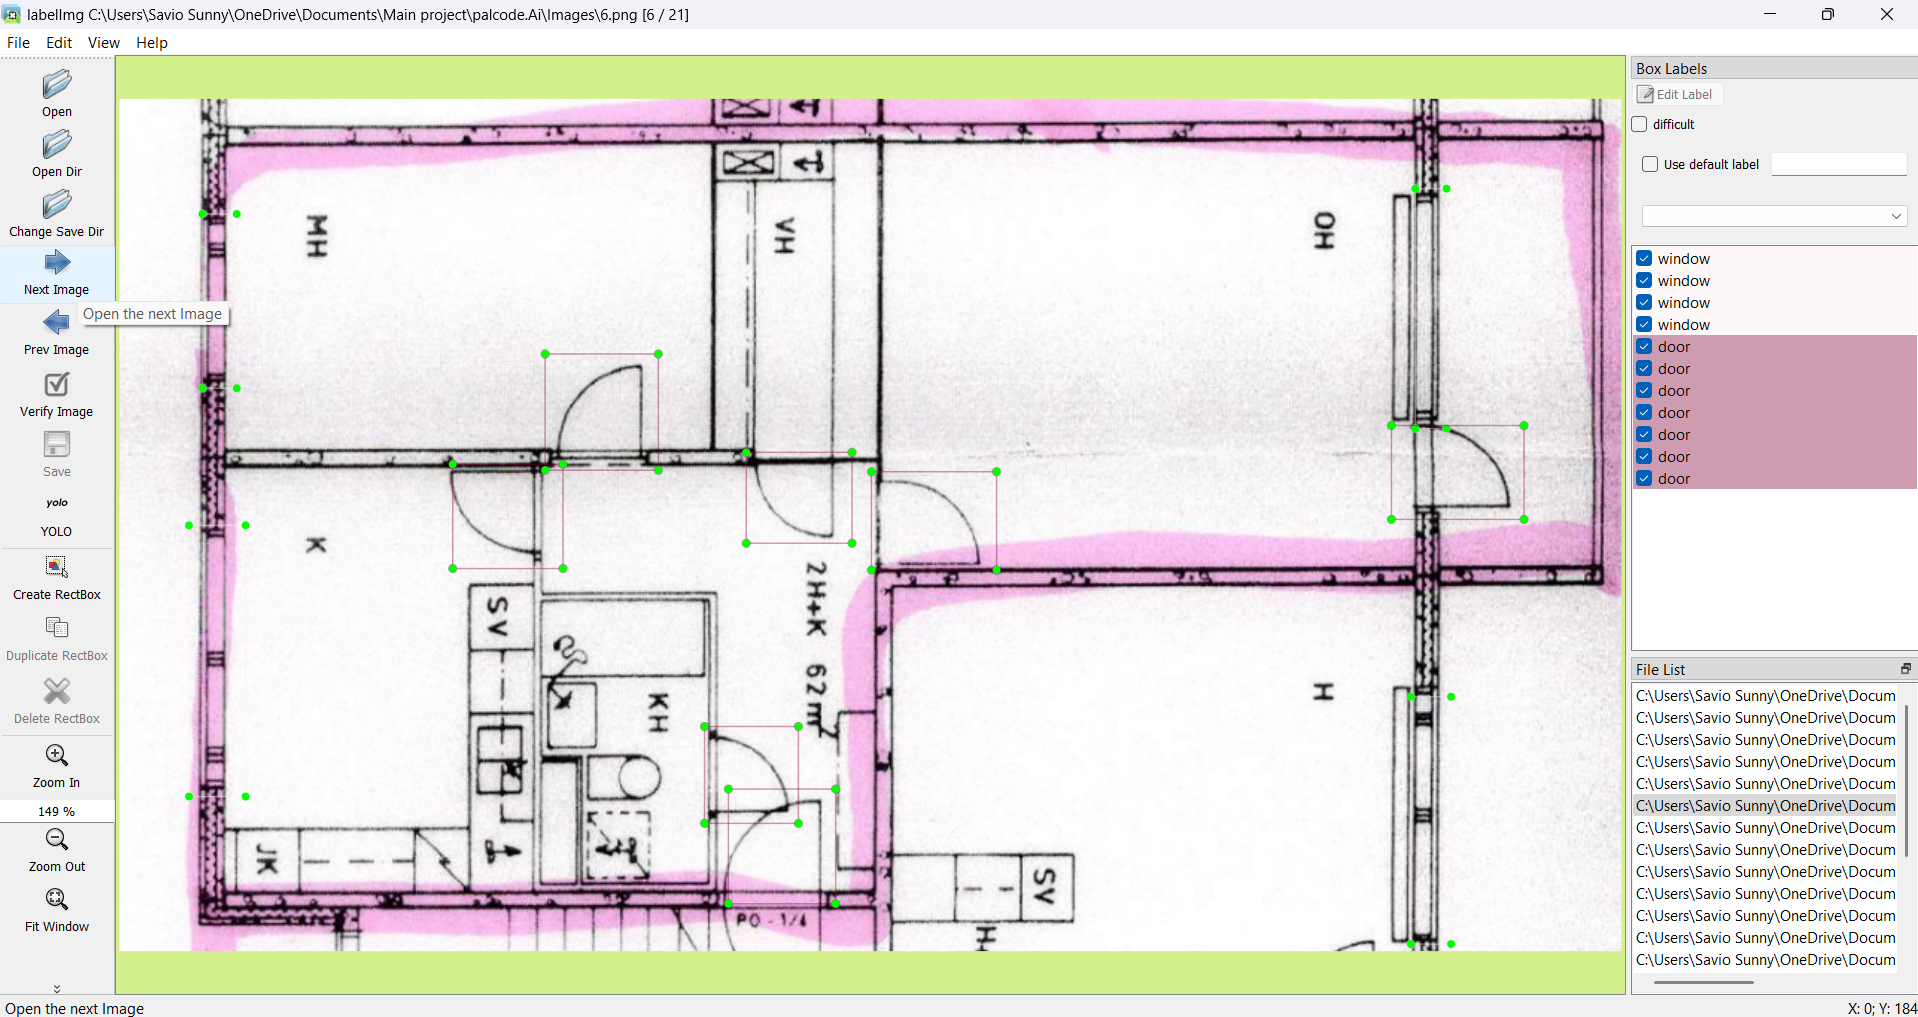 labelImg C:\Users\Savio Sunny\OneDrive\Documents\Main project\palcode.Ai\Images\6.png [6 / 21]
File Edit View Help
Open
Open Dir
Change Save Dir
Next Image
Open the next Image
Prev Image
Verify Image
Save
yolo
YOLO
Create RectBox
Duplicate RectBox
Delete RectBox
Zoom In
149 %
Zoom Out
Fit Window
MH
VH
OH
K
SV
2H+K 62 m²
KH
H
JK
SV
PO - 1/4
Box Labels
Edit Label
difficult
Use default label
window
window
window
window
door
door
door
door
door
door
door
File List
C:\Users\Savio Sunny\OneDrive\Docum
C:\Users\Savio Sunny\OneDrive\Docum
C:\Users\Savio Sunny\OneDrive\Docum
C:\Users\Savio Sunny\OneDrive\Docum
C:\Users\Savio Sunny\OneDrive\Docum
C:\Users\Savio Sunny\OneDrive\Docum
C:\Users\Savio Sunny\OneDrive\Docum
C:\Users\Savio Sunny\OneDrive\Docum
C:\Users\Savio Sunny\OneDrive\Docum
C:\Users\Savio Sunny\OneDrive\Docum
C:\Users\Savio Sunny\OneDrive\Docum
C:\Users\Savio Sunny\OneDrive\Docum
C:\Users\Savio Sunny\OneDrive\Docum
Open the next Image
X: 0; Y: 184